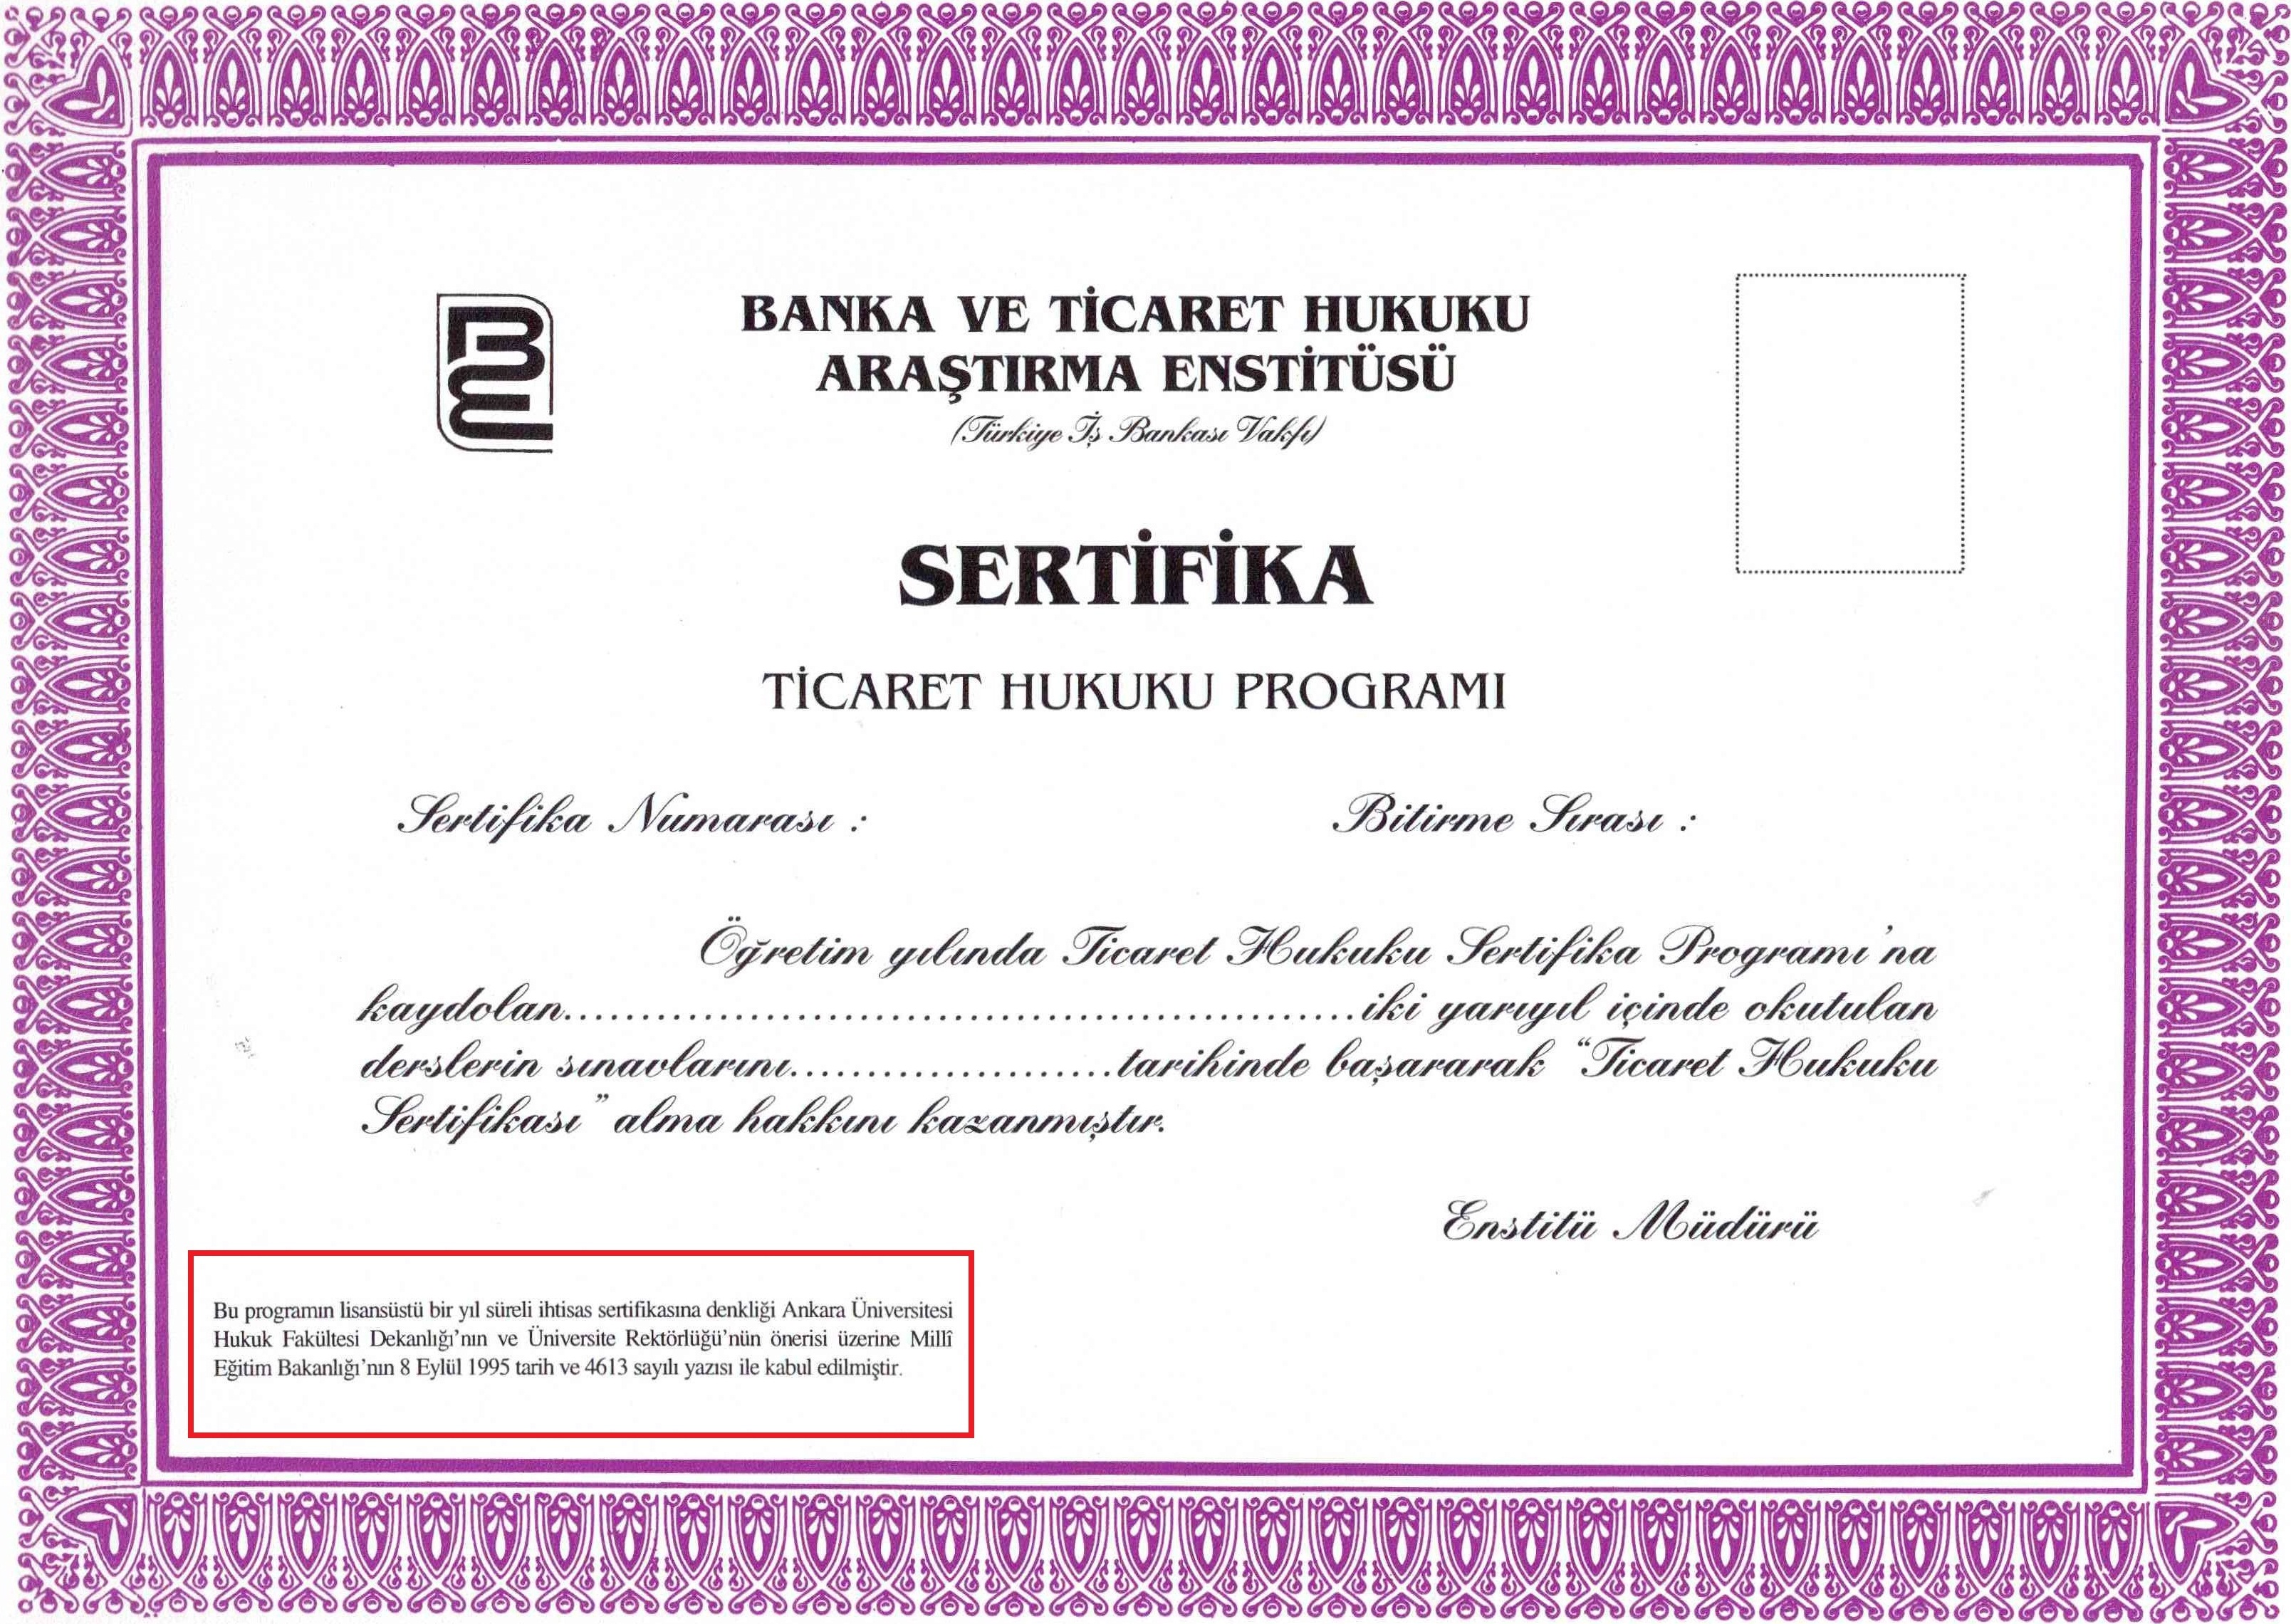 BANKA VE TİCARET HUKUKU
ARAŞTIRMA ENSTİTÜSÜ
(Türkiye İş Bankası Vakfı)
SERTİFİKA
TİCARET HUKUKU PROGRAMI
Sertifika Numarası :
Bitirme Sırası :
Öğretim yılında Ticaret Hukuku Sertifika Programı'na
kaydolan..................................................iki yarıyıl içinde okutulan
derslerin sınavlarını.....................tarihinde başararak “Ticaret Hukuku
Sertifikası” alma hakkını kazanmıştır.
Enstitü Müdürü
Bu programın lisansüstü bir yıl süreli ihtisas sertifikasına denkliği Ankara Üniversitesi
Hukuk Fakültesi Dekanlığı’nın ve Üniversite Rektörlüğü’nün önerisi üzerine Millî
Eğitim Bakanlığı’nın 8 Eylül 1995 tarih ve 4613 sayılı yazısı ile kabul edilmiştir.